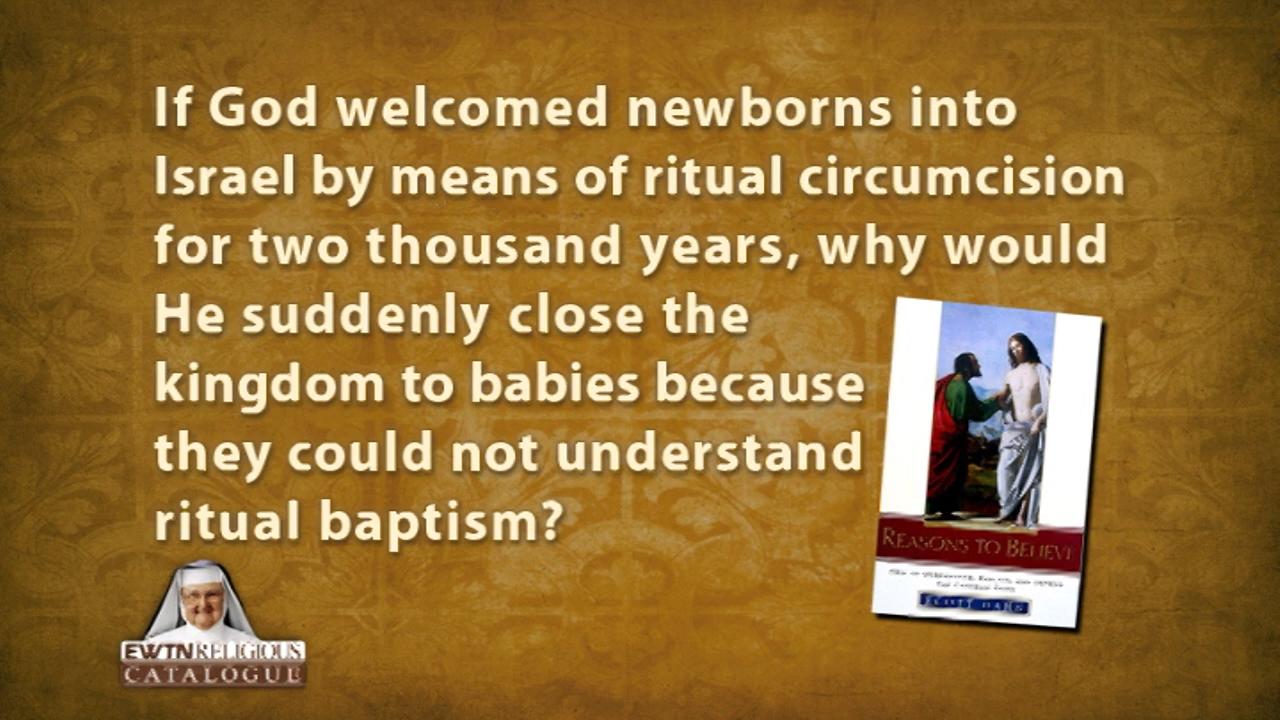 If God welcomed newborns into
Israel by means of ritual circumcision
for two thousand years, why would
He suddenly close the
kingdom to babies because
they could not understand
ritual baptism?
REASONS TO BELIEVE
SCOTT HAHN
EWTN RELIGIOUS
CATALOGUE